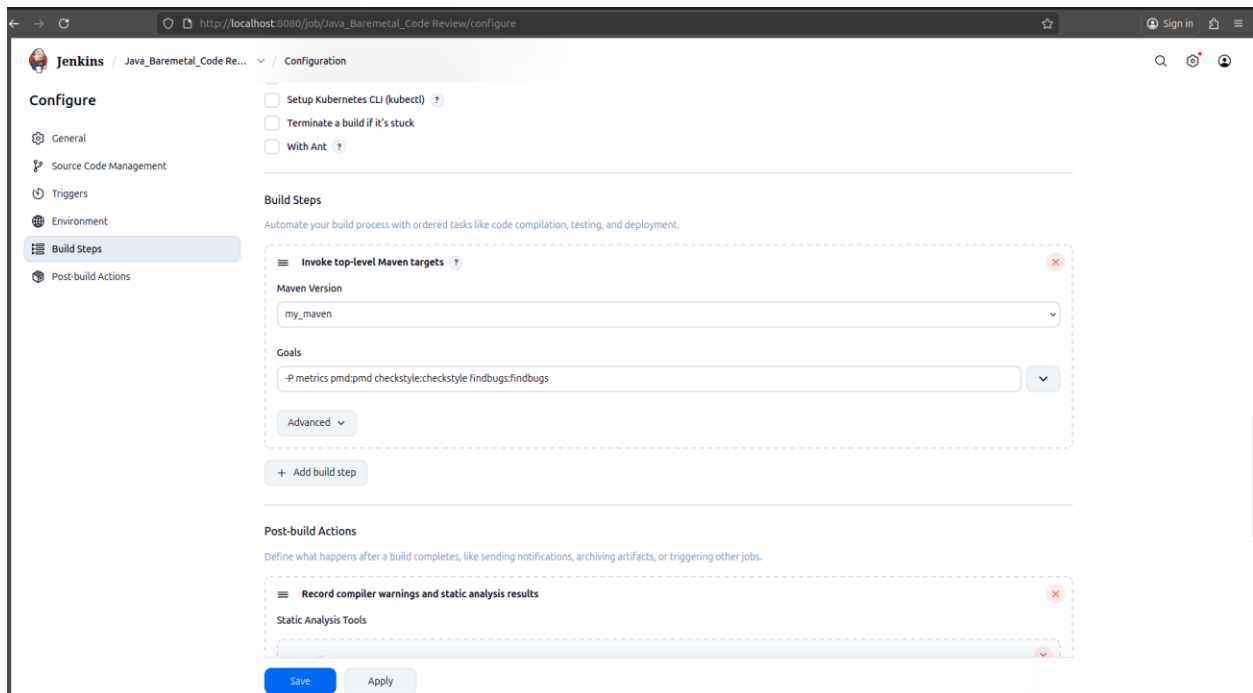 http://localhost:8080/job/Java_Baremetal_Code Review/configure
Sign in
Jenkins / Java_Baremetal_Code Re... / Configuration
Configure
General
Source Code Management
Triggers
Environment
Build Steps
Post-build Actions
Setup Kubernetes CLI (kubectl) ?
Terminate a build if it's stuck
With Ant ?
Build Steps
Automate your build process with ordered tasks like code compilation, testing, and deployment.
Invoke top-level Maven targets ?
Maven Version
my_maven
Goals
-P metrics pmd:pmd checkstyle:checkstyle findbugs:findbugs
Advanced
+ Add build step
Post-build Actions
Define what happens after a build completes, like sending notifications, archiving artifacts, or triggering other jobs.
Record compiler warnings and static analysis results
Static Analysis Tools
Save
Apply